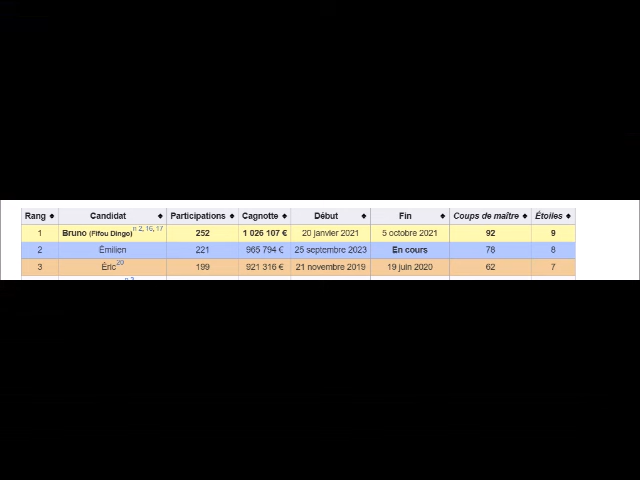 Rang Candidat Participations Cagnotte Début Fin Coups de maître Étoiles
1 Bruno (Fifou Dingo) n 2, 16, 17 252 1 026 107 € 20 janvier 2021 5 octobre 2021 92 9
2 Émilien 221 965 794 € 25 septembre 2023 En cours 78 8
3 Éric 20 199 921 316 € 21 novembre 2019 19 juin 2020 62 7